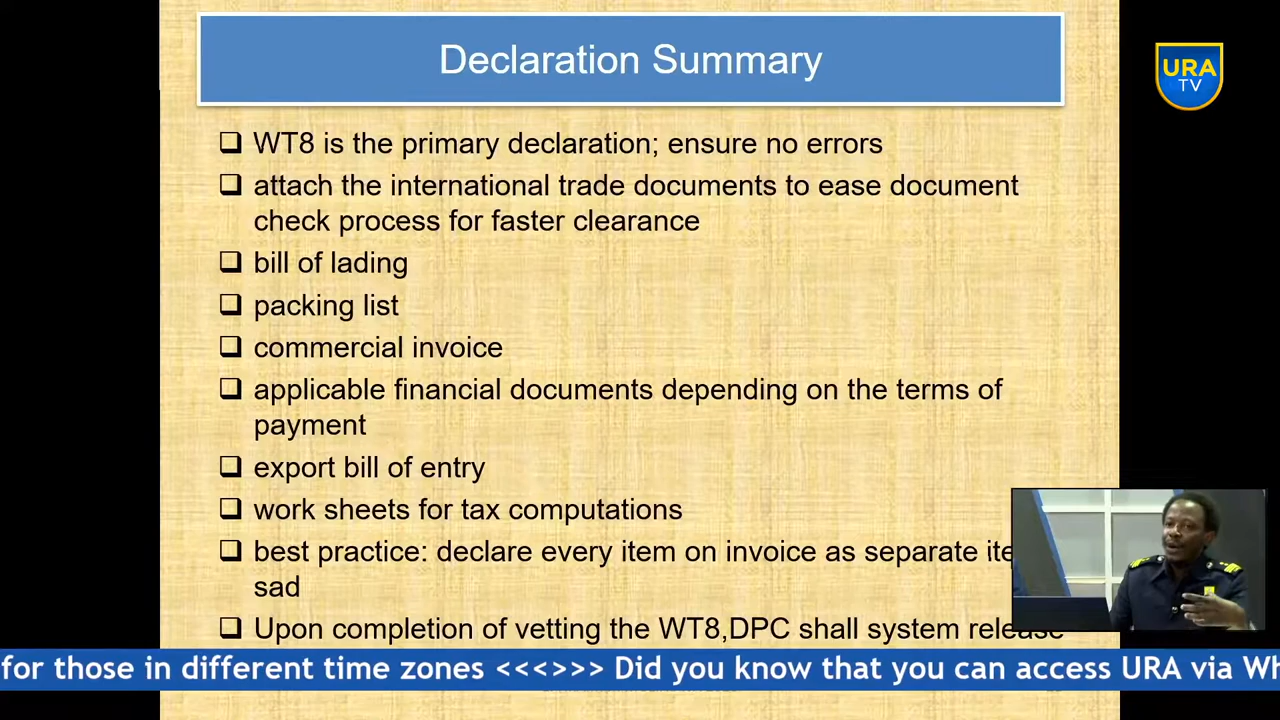 Declaration Summary
URA
TV
WT8 is the primary declaration; ensure no errors
attach the international trade documents to ease document
check process for faster clearance
bill of lading
packing list
commercial invoice
applicable financial documents depending on the terms of
payment
export bill of entry
work sheets for tax computations
best practice: declare every item on invoice as separate
sad
Upon completion of vetting the WT8,DPC shall system release
for those in different time zones <<<>>> Did you know that you can access URA via